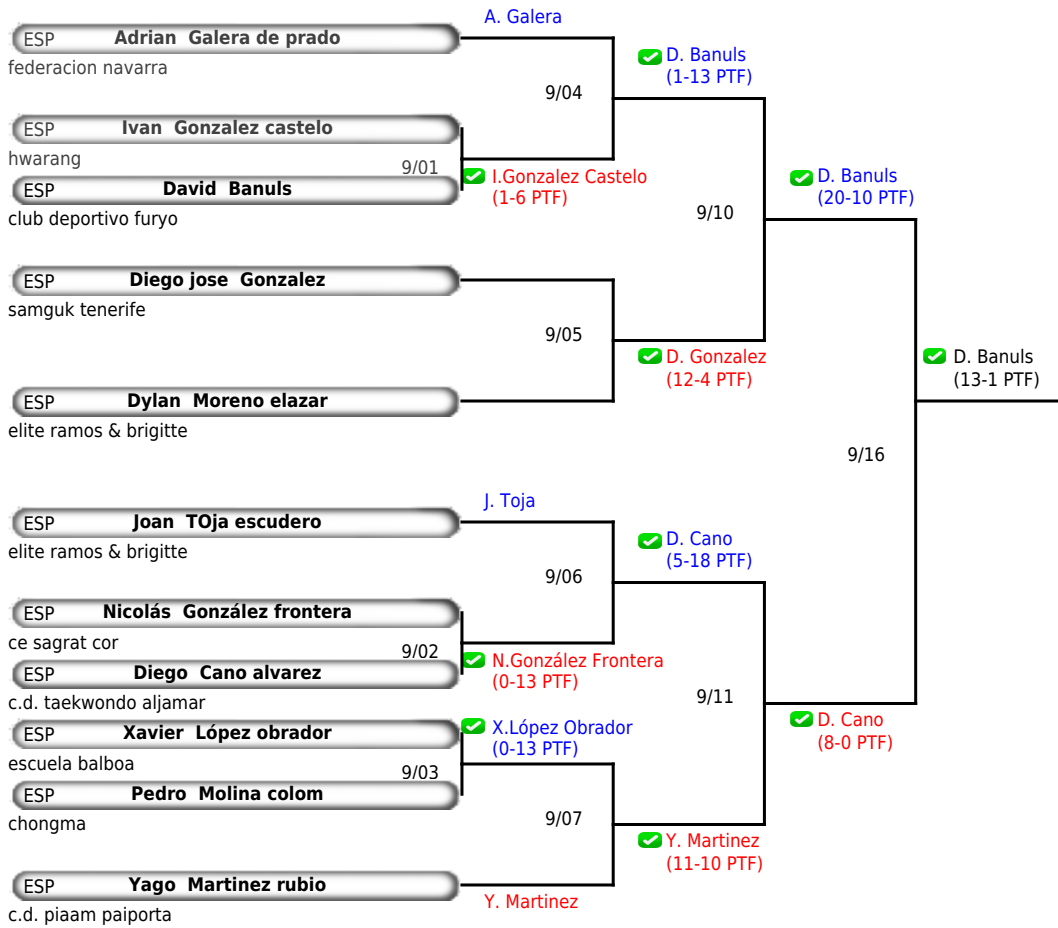 A. Galera
ESP Adrian Galera de prado
federacion navarra
D. Banuls
(1-13 PTF)
9/04
ESP Ivan Gonzalez castelo
hwarang
9/01
I.Gonzalez Castelo
(1-6 PTF)
D. Banuls
(20-10 PTF)
ESP David Banuls
club deportivo furyo
9/10
ESP Diego jose Gonzalez
samguk tenerife
9/05
D. Gonzalez
(12-4 PTF)
D. Banuls
(13-1 PTF)
ESP Dylan Moreno elazar
elite ramos & brigitte
9/16
J. Toja
ESP Joan TOja escudero
elite ramos & brigitte
D. Cano
(5-18 PTF)
9/06
ESP Nicolás González frontera
ce sagrat cor
9/02
N.González Frontera
(0-13 PTF)
ESP Diego Cano alvarez
c.d. taekwondo aljamar
9/11
D. Cano
(8-0 PTF)
ESP Xavier López obrador
X.López Obrador
(0-13 PTF)
escuela balboa
9/03
ESP Pedro Molina colom
chongma
9/07
Y. Martinez
(11-10 PTF)
ESP Yago Martinez rubio
Y. Martinez
c.d. piaam paiporta